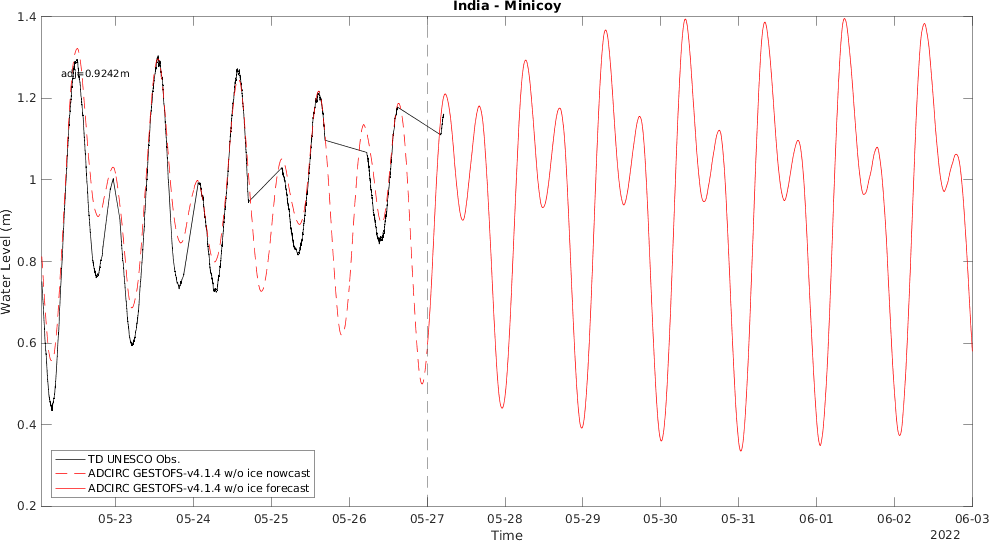 India - Minicoy
1.4
1.2
1
0.8
0.6
0.4
0.2
Water Level (m)
adj=0.9242m
TD UNESCO Obs.
ADCIRC GESTOFS-v4.1.4 w/o ice nowcast
ADCIRC GESTOFS-v4.1.4 w/o ice forecast
05-23 05-24 05-25 05-26 05-27 05-28 05-29 05-30 05-31 06-01 06-02 06-03
Time
2022